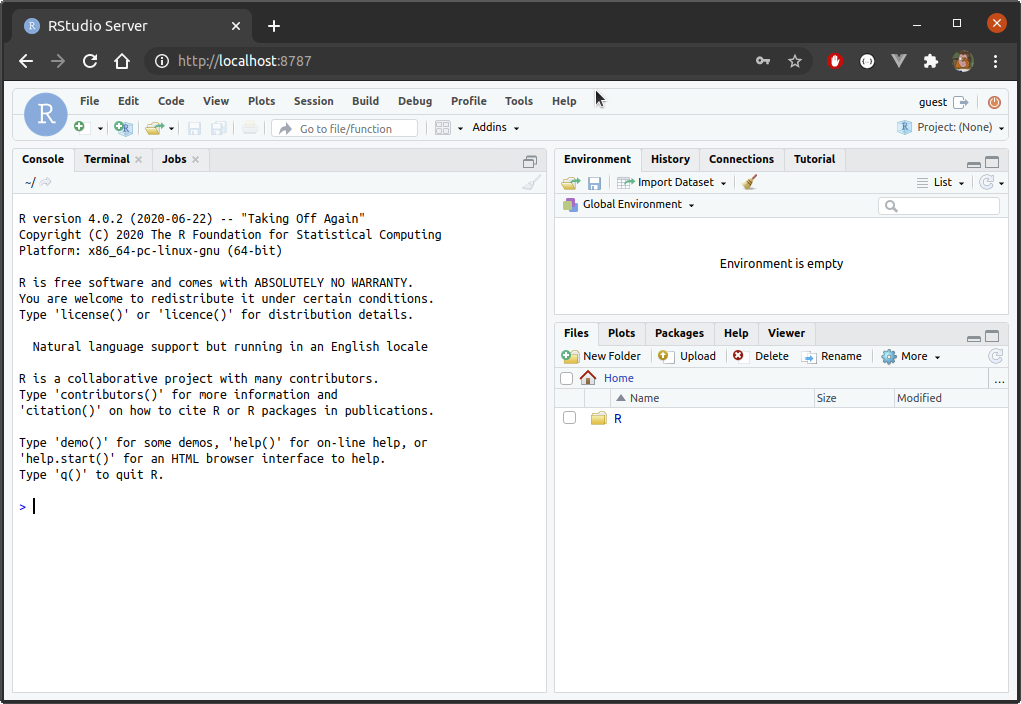 R RStudio Server
http://localhost:8787
R
File Edit Code View Plots Session Build Debug Profile Tools Help
guest
Go to file/function
Addins
R Project: (None)
Console Terminal Jobs
~/
R version 4.0.2 (2020-06-22) -- "Taking Off Again"
Copyright (C) 2020 The R Foundation for Statistical Computing
Platform: x86_64-pc-linux-gnu (64-bit)
R is free software and comes with ABSOLUTELY NO WARRANTY.
You are welcome to redistribute it under certain conditions.
Type 'license()' or 'licence()' for distribution details.
Natural language support but running in an English locale
R is a collaborative project with many contributors.
Type 'contributors()' for more information and
'citation()' on how to cite R or R packages in publications.
Type 'demo()' for some demos, 'help()' for on-line help, or
'help.start()' for an HTML browser interface to help.
Type 'q()' to quit R.
>
Environment History Connections Tutorial
Import Dataset
List
Global Environment
Environment is empty
Files Plots Packages Help Viewer
New Folder Upload Delete Rename More
Home
...
Name Size Modified
R